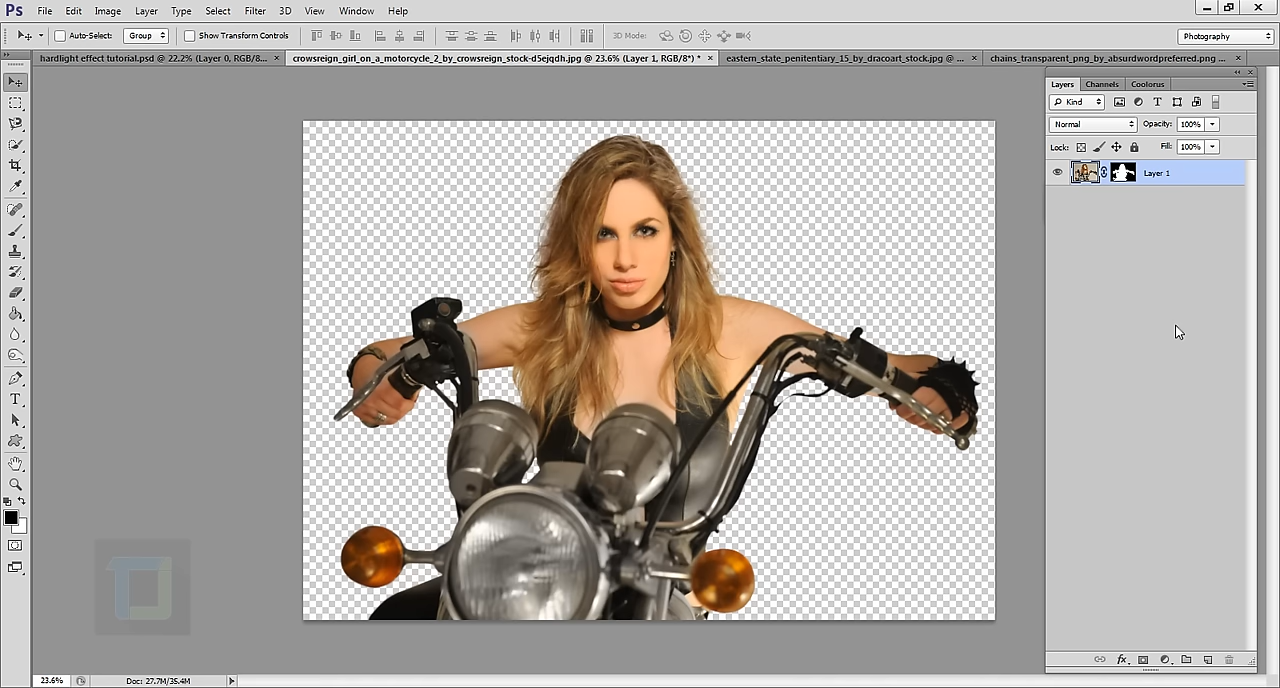 Ps File Edit Image Layer Type Select Filter 3D View Window Help
Auto-Select: Group Show Transform Controls 3D Mode: Photography
hardlight effect tutorial.psd @ 22.2% (Layer 0, RGB/8... × crowsreign_girl_on_a_motorcycle_2_by_crowsreign_stock-d5ejqdh.jpg @ 23.6% (Layer 1, RGB/8*) * × eastern_state_penitentiary_15_by_dracoart_stock.jpg @ ... × chains_transparent_png_by_absurdwordpreferred.png ... ×
Layers Channels Coolorus
Kind
Normal Opacity: 100%
Lock: Fill: 100%
Layer 1
23.6% Doc: 27.7M/35.4M